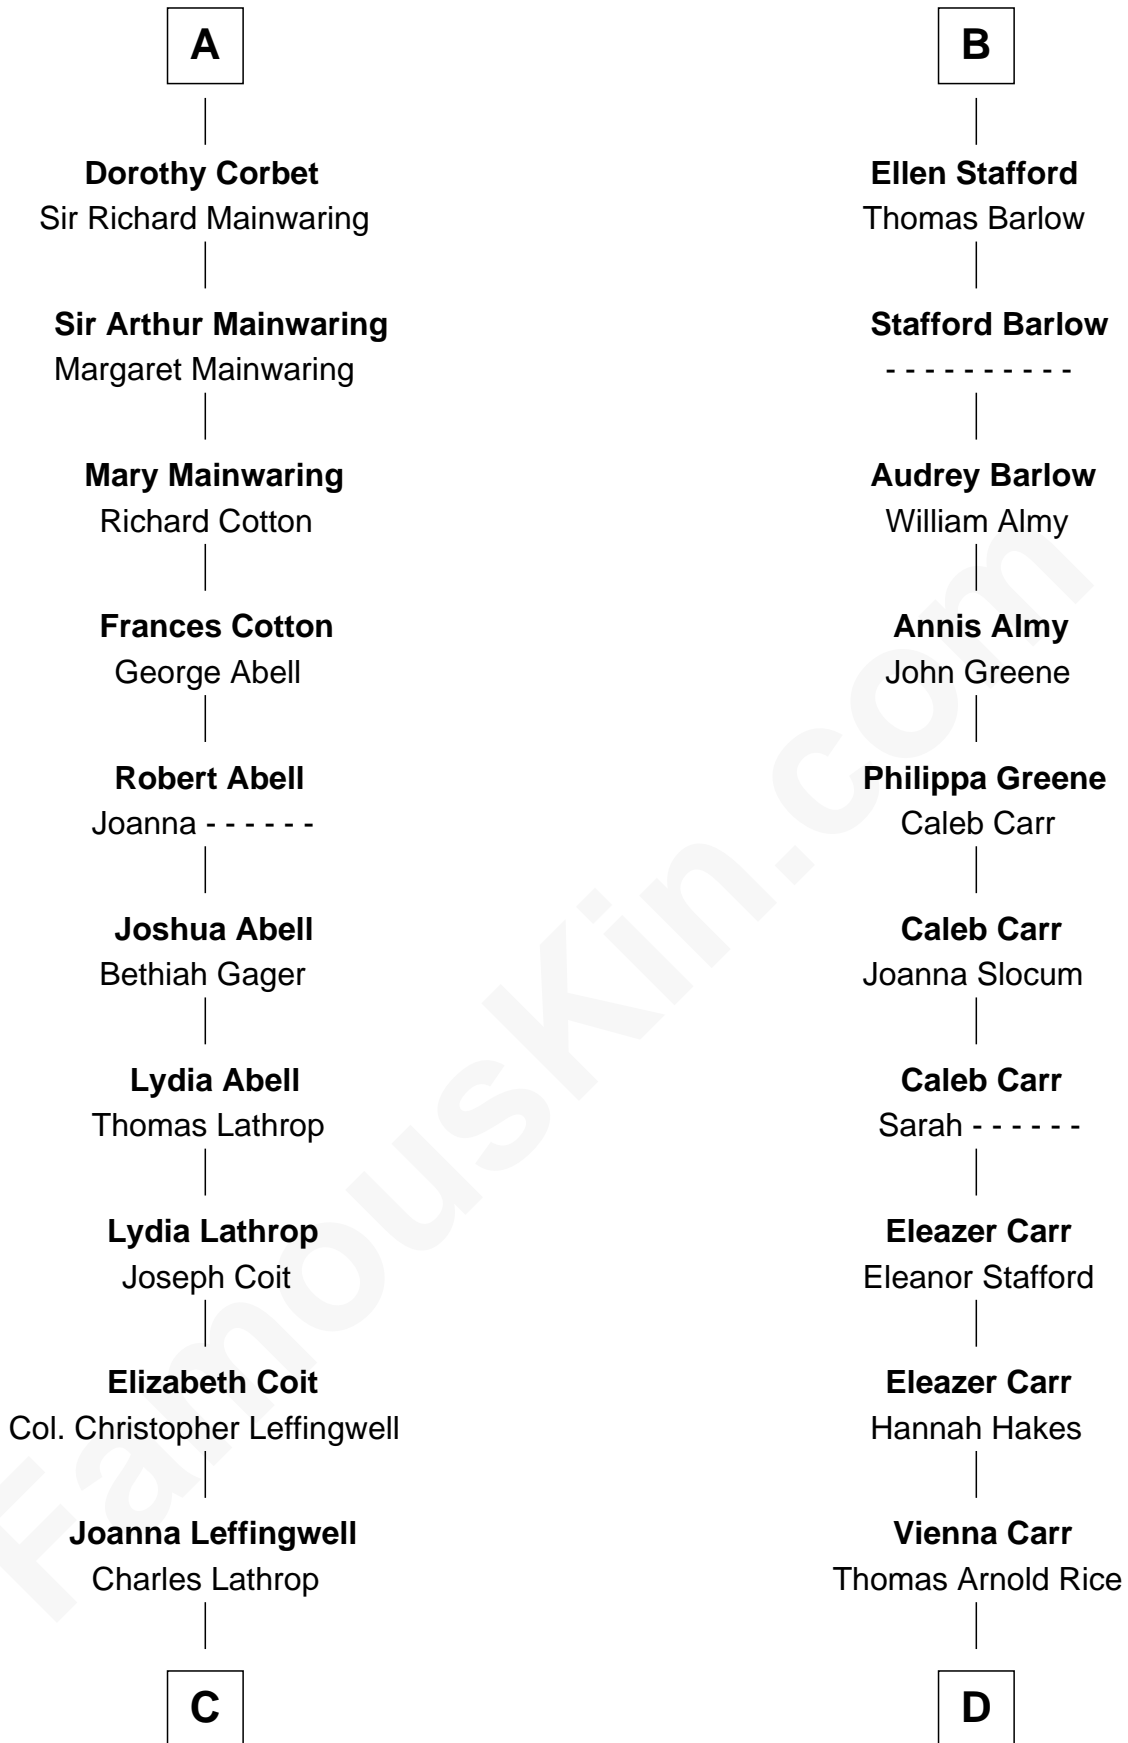 A
Dorothy Corbet
Sir Richard Mainwaring
Sir Arthur Mainwaring
Margaret Mainwaring
Mary Mainwaring
Richard Cotton
Frances Cotton
George Abell
Robert Abell
Joanna - - - - - -
Joshua Abell
Bethiah Gager
Lydia Abell
Thomas Lathrop
Lydia Lathrop
Joseph Coit
Elizabeth Coit
Col. Christopher Leffingwell
Joanna Leffingwell
Charles Lathrop
C
B
Ellen Stafford
Thomas Barlow
Stafford Barlow
- - - - - - - - - -
Audrey Barlow
William Almy
Annis Almy
John Greene
Philippa Greene
Caleb Carr
Caleb Carr
Joanna Slocum
Caleb Carr
Sarah - - - - - -
Eleazer Carr
Eleanor Stafford
Eleazer Carr
Hannah Hakes
Vienna Carr
Thomas Arnold Rice
D
FamousKin.com